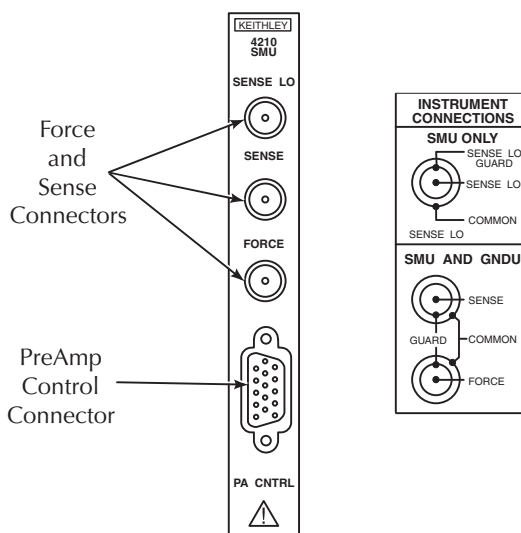 KEITHLEY
4210
SMU
SENSE LO
SENSE
FORCE
PA CNTRL
Force
and
Sense
Connectors
PreAmp
Control
Connector
INSTRUMENT
CONNECTIONS
SMU ONLY
SENSE LO
GUARD
SENSE LO
COMMON
SENSE LO
SMU AND GNDU
SENSE
GUARD
COMMON
FORCE